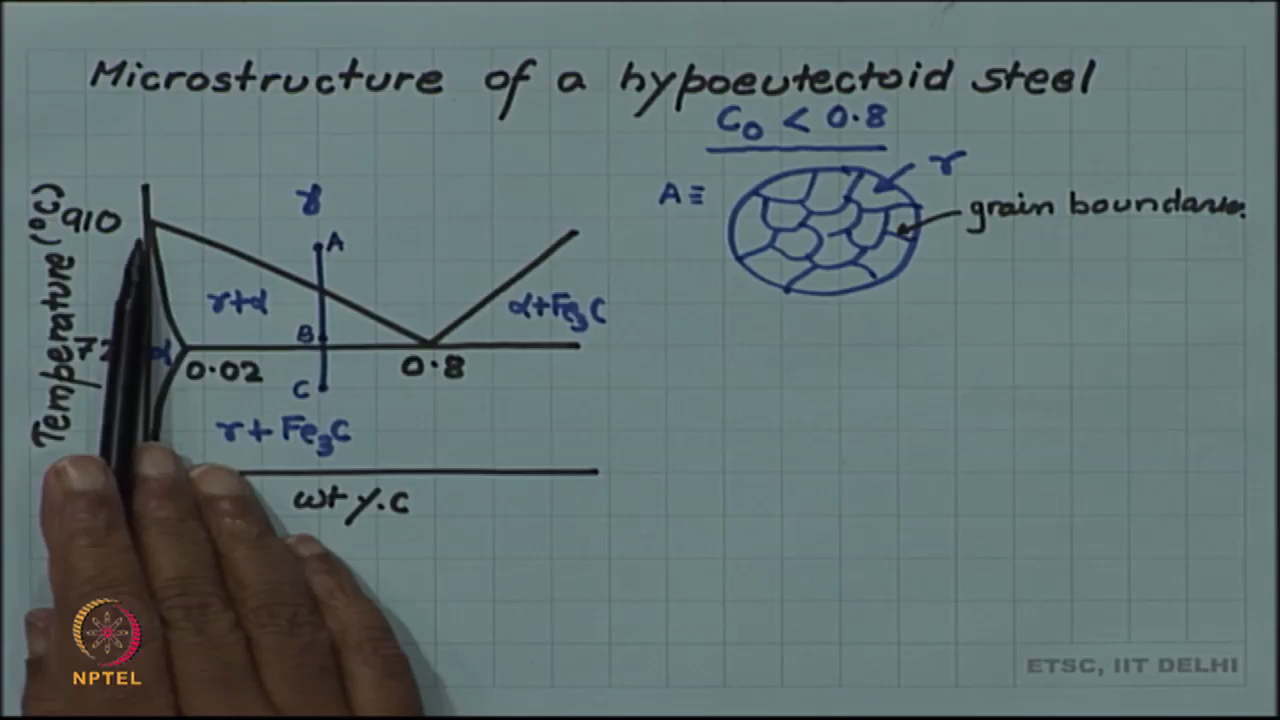 Microstructure of a hypoeutectoid steel
C₀ < 0.8
A ≡
γ
grain boundaries.
Temperature (°C)
910
γ
A
γ+α
α+Fe₃C
B
α
0.02
0.8
C
γ + Fe₃C
wt %.C
NPTEL
ETSC, IIT DELHI